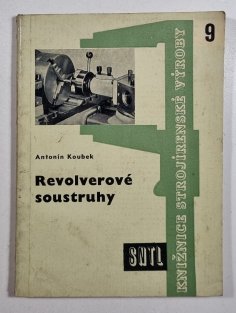 9
KNIŽNICE STROJÍRENSKÉ VÝROBY
Antonín Koubek
Revolverové
soustruhy
SNTL